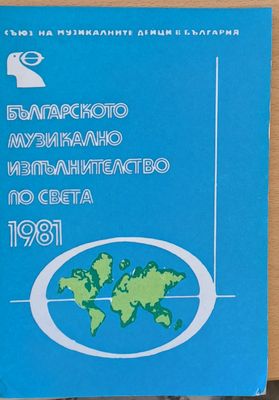 СЪЮЗ НА МУЗИКАЛНИТЕ ДЕЙЦИ В БЪЛГАРИЯ
БЪЛГАРСКОТО
МУЗИКАЛНО
ИЗПЪЛНИТЕЛСТВО
ПО СВЕТА
1981